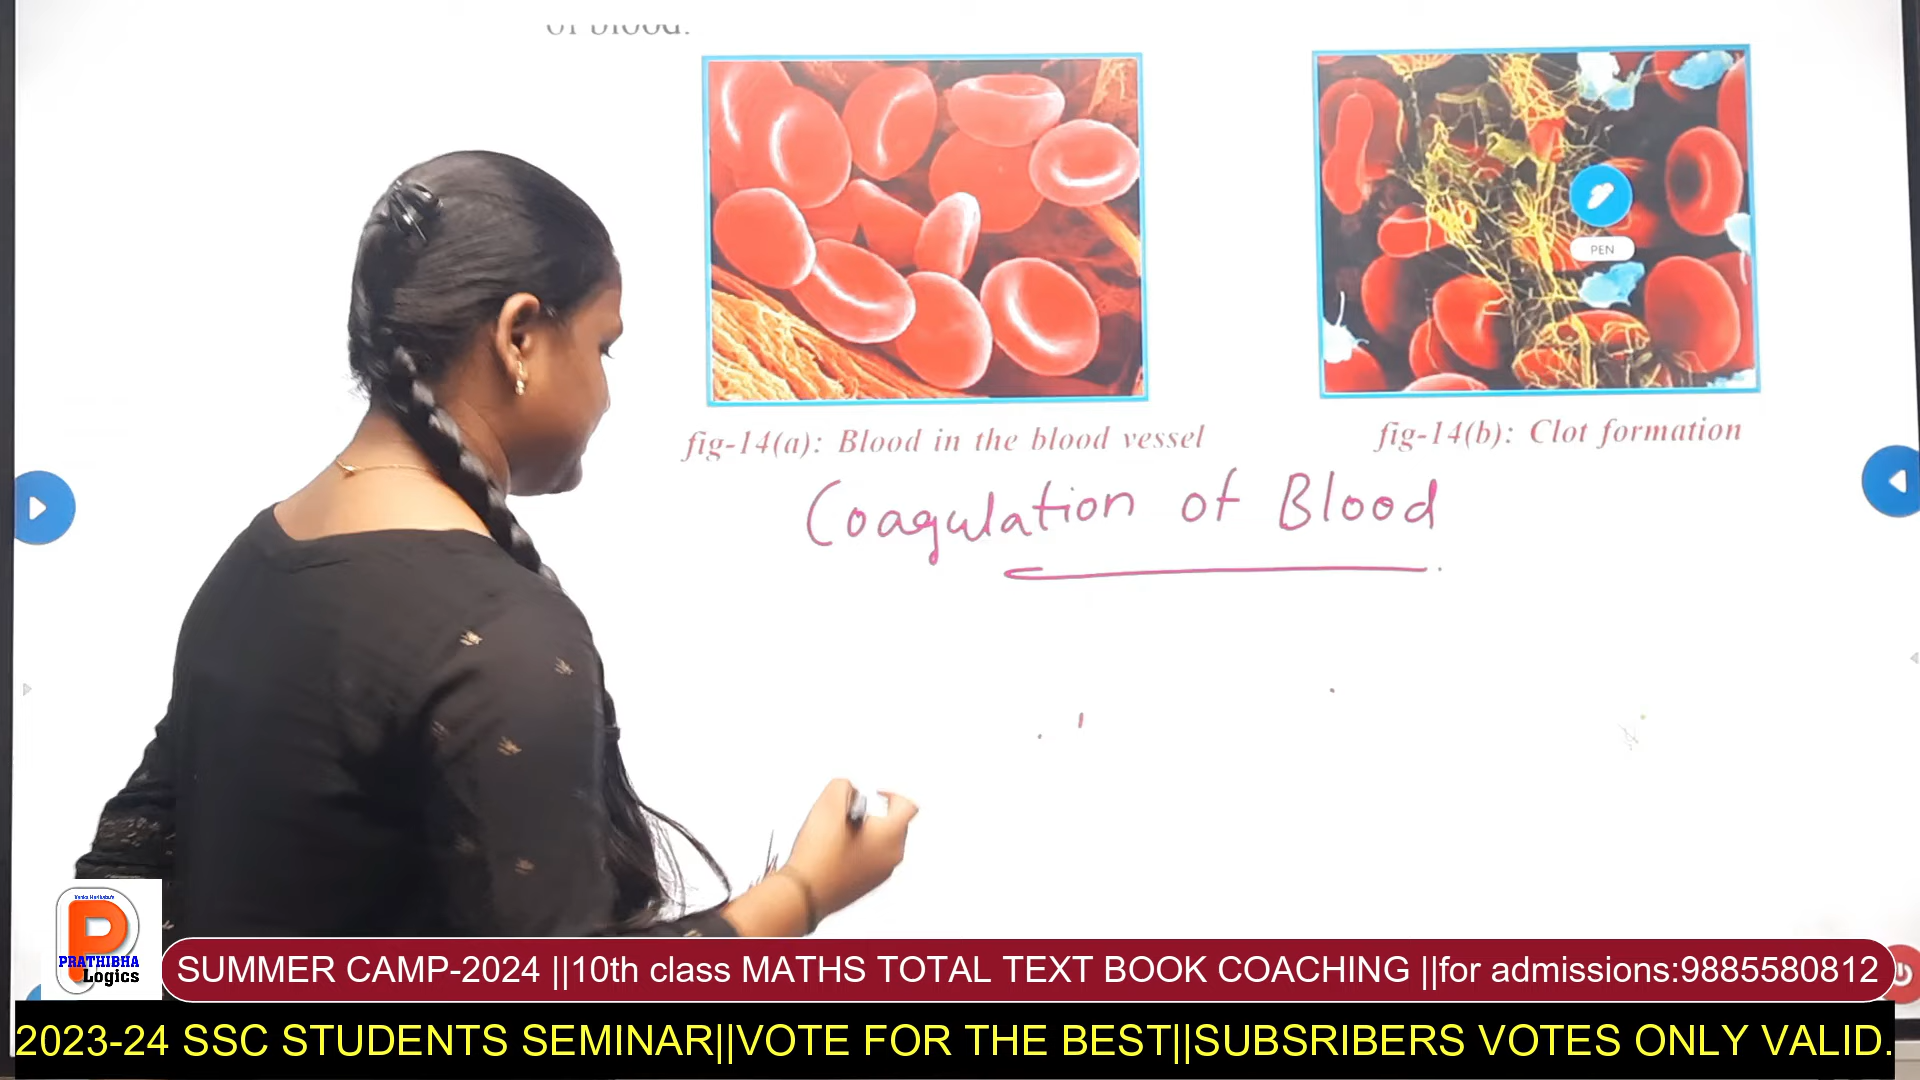 of blood.
PEN
fig-14(a): Blood in the blood vessel
fig-14(b): Clot formation
Coagulation of Blood
PRATHIBHA
Logics
SUMMER CAMP-2024 ||10th class MATHS TOTAL TEXT BOOK COACHING ||for admissions:9885580812
2023-24 SSC STUDENTS SEMINAR||VOTE FOR THE BEST||SUBSRIBERS VOTES ONLY VALID.